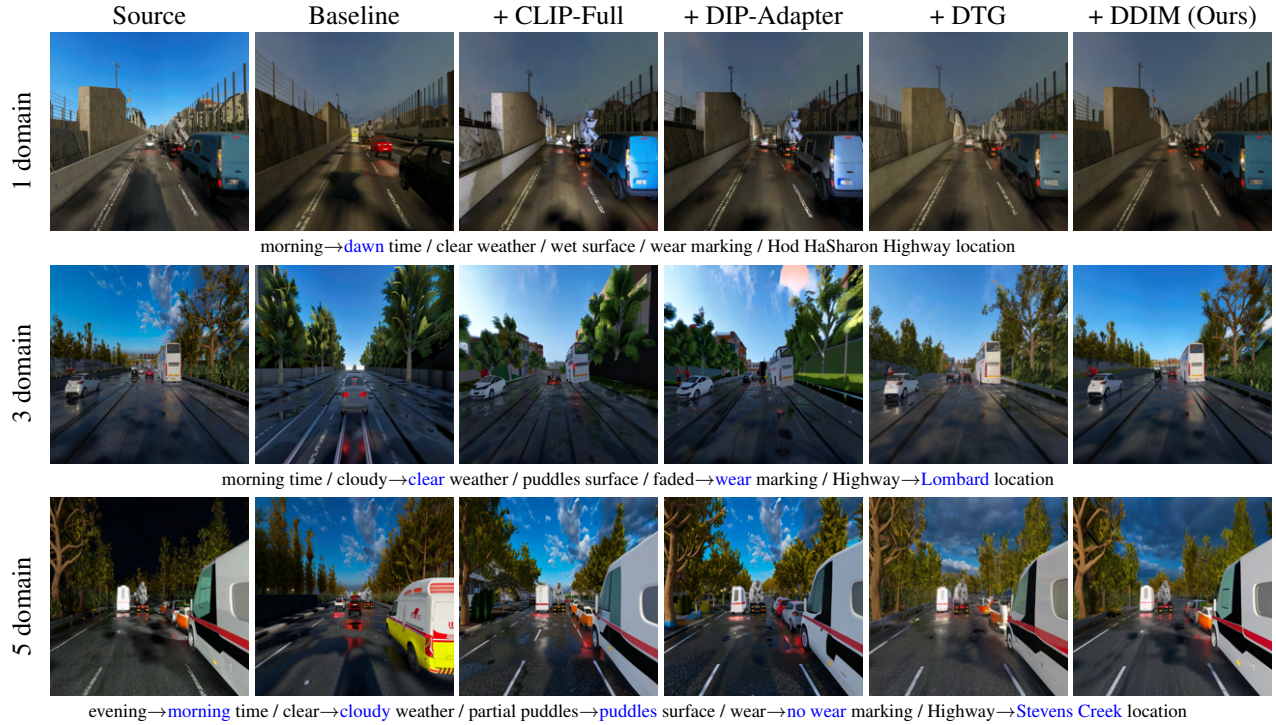 Source Baseline + CLIP-Full + DIP-Adapter + DTG + DDIM (Ours)
1 domain
morning→dawn time / clear weather / wet surface / wear marking / Hod HaSharon Highway location
3 domain
morning time / cloudy→clear weather / puddles surface / faded→wear marking / Highway→Lombard location
5 domain
evening→morning time / clear→cloudy weather / partial puddles→puddles surface / wear→no wear marking / Highway→Stevens Creek location